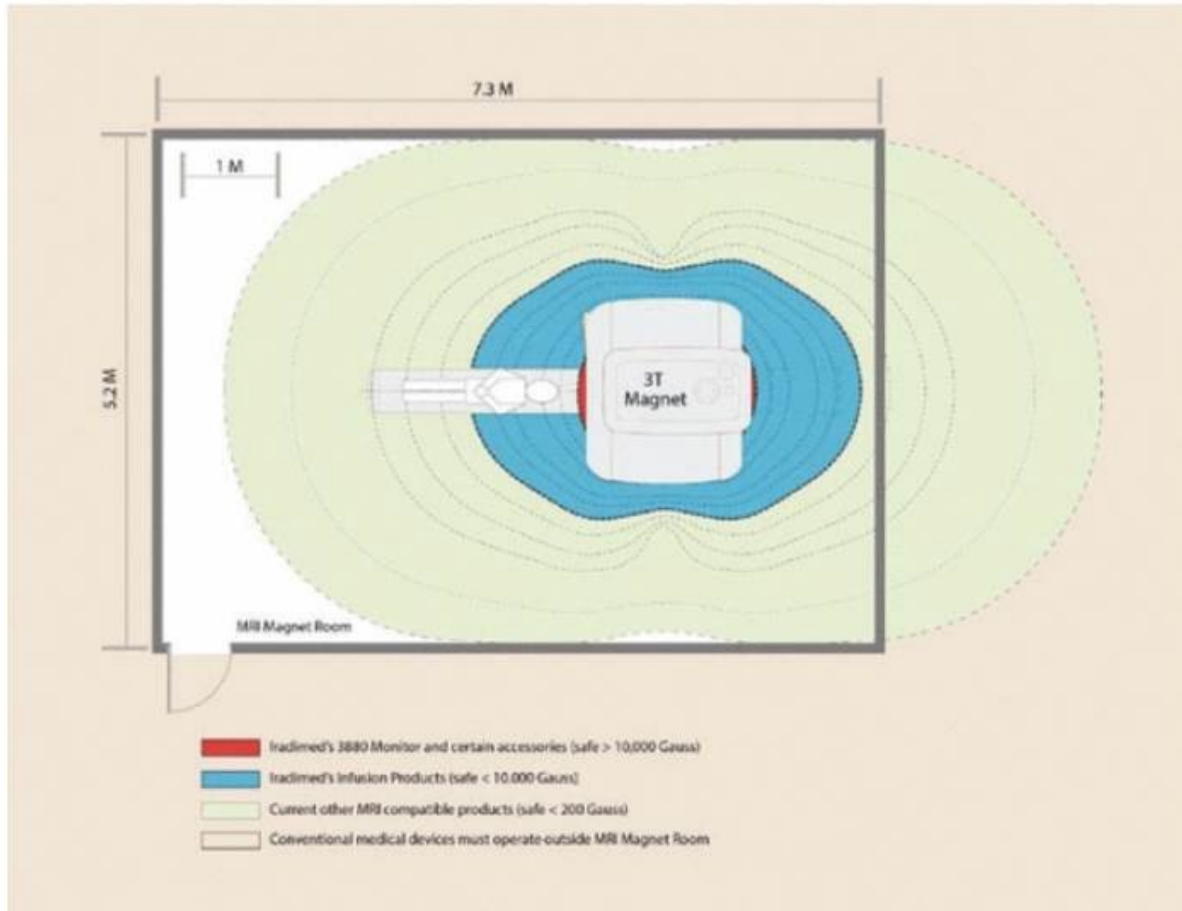 7.3 M
1 M
5.2 M
3T
Magnet
MRI Magnet Room
Iradimed's 3880 Monitor and certain accessories (safe > 10,000 Gauss)
Iradimed's Infusion Products (safe < 10.000 Gauss)
Current other MRI compatible products (safe < 200 Gauss)
Conventional medical devices must operate outside MRI Magnet Room